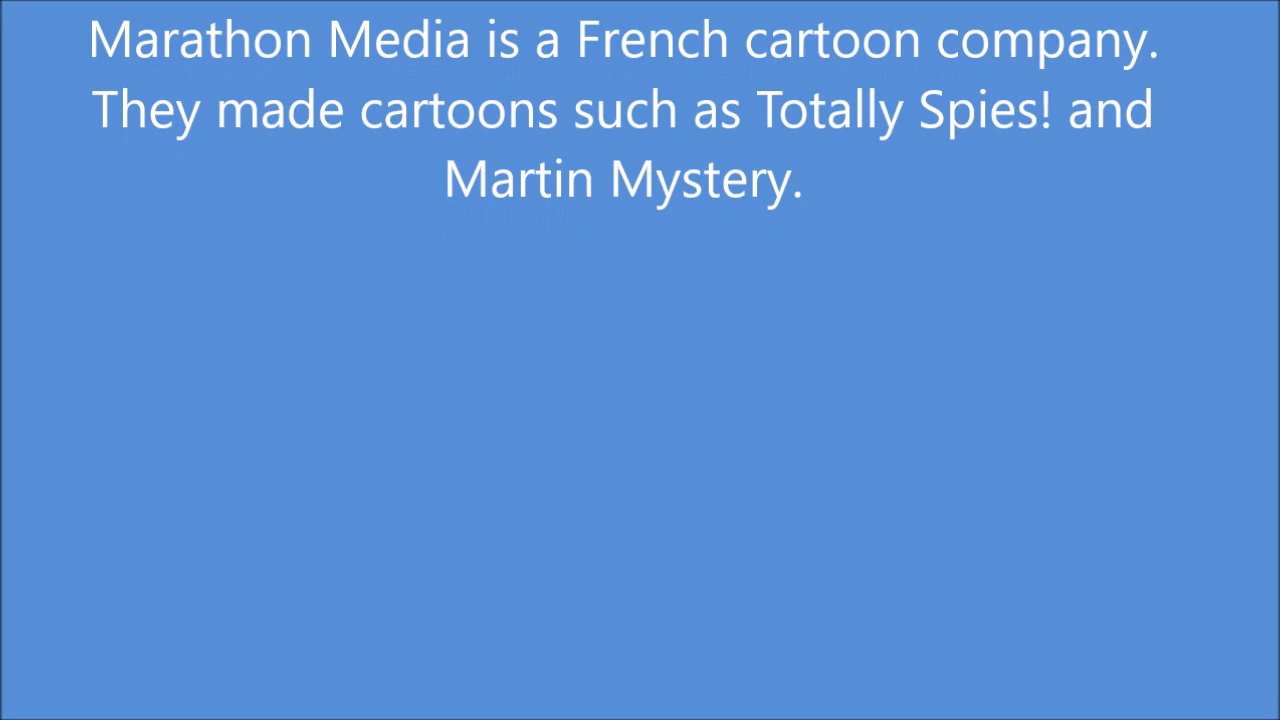 Marathon Media is a French cartoon company.
They made cartoons such as Totally Spies! and
Martin Mystery.